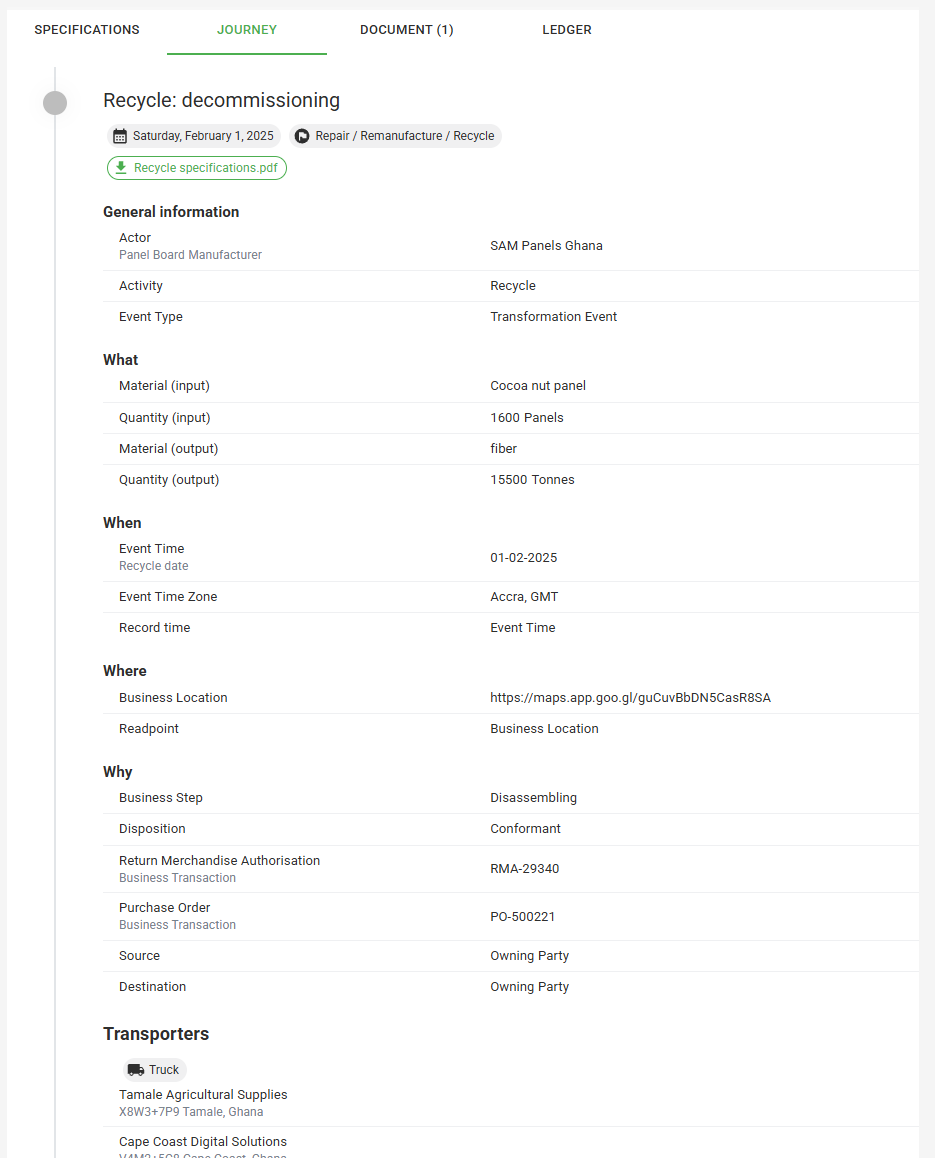 SPECIFICATIONS JOURNEY DOCUMENT (1) LEDGER
Recycle: decommissioning
Saturday, February 1, 2025 Repair / Remanufacture / Recycle
Recycle specifications.pdf
General information
Actor
Panel Board Manufacturer
SAM Panels Ghana
Activity Recycle
Event Type Transformation Event
What
Material (input) Cocoa nut panel
Quantity (input) 1600 Panels
Material (output) fiber
Quantity (output) 15500 Tonnes
When
Event Time
Recycle date
01-02-2025
Event Time Zone Accra, GMT
Record time Event Time
Where
Business Location https://maps.app.goo.gl/guCuvBbDN5CasR8SA
Readpoint Business Location
Why
Business Step Disassembling
Disposition Conformant
Return Merchandise Authorisation
Business Transaction
RMA-29340
Purchase Order
Business Transaction
PO-500221
Source Owning Party
Destination Owning Party
Transporters
Truck
Tamale Agricultural Supplies
X8W3+7P9 Tamale, Ghana
Cape Coast Digital Solutions
Cape Coast, Ghana